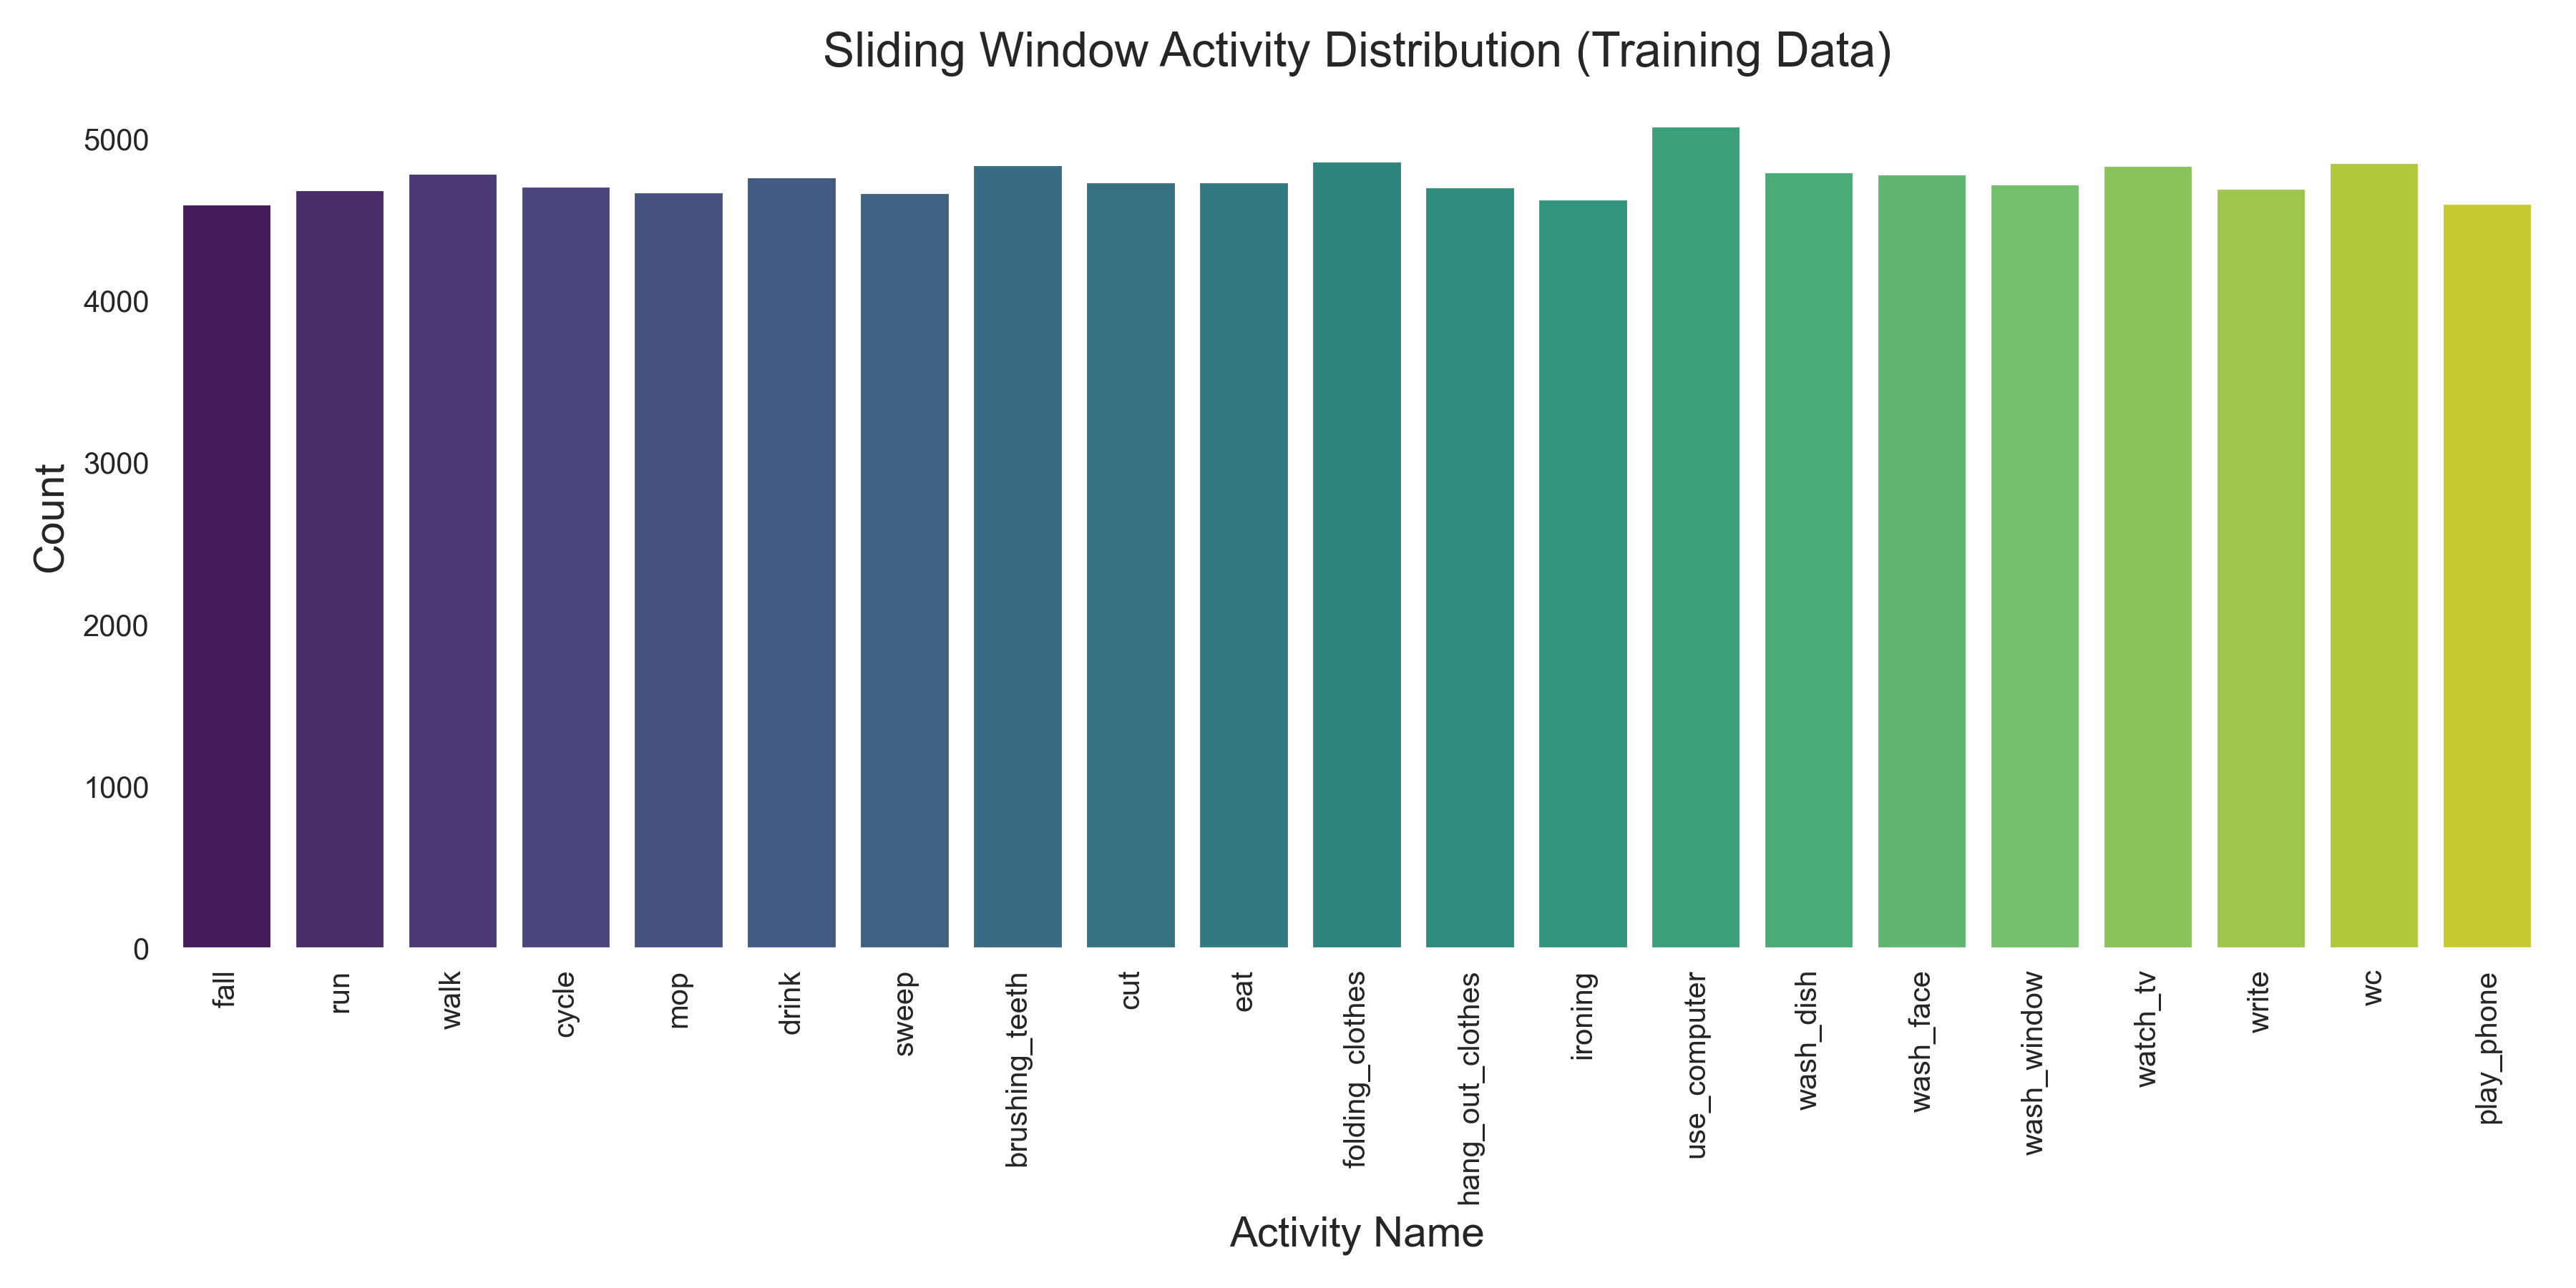 Sliding Window Activity Distribution (Training Data)
Count
5000
4000
3000
2000
1000
0
fall
run
walk
cycle
mop
drink
sweep
brushing_teeth
cut
eat
folding_clothes
hang_out_clothes
ironing
use_computer
wash_dish
wash_face
wash_window
watch_tv
write
wc
play_phone
Activity Name